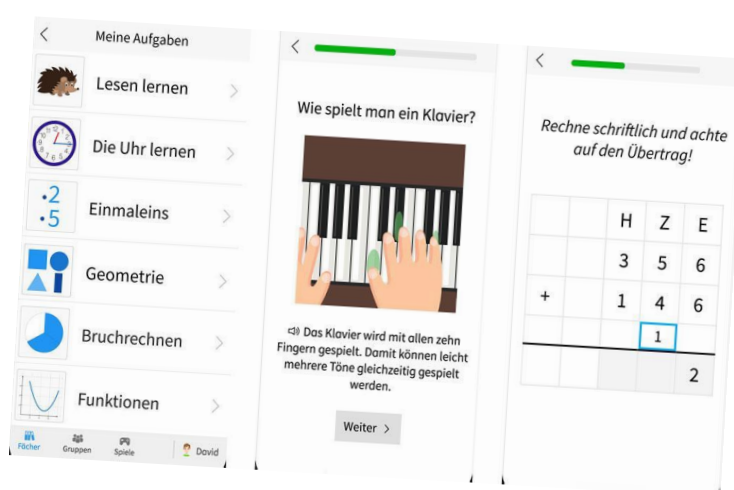 Meine Aufgaben
Lesen lernen
Die Uhr lernen
·2
·5
Einmaleins
Geometrie
Bruchrechnen
Funktionen
Fächer
Gruppen
Spiele
David
Wie spielt man ein Klavier?
Das Klavier wird mit allen zehn
Fingern gespielt. Damit können leicht
mehrere Töne gleichzeitig gespielt
werden.
Weiter >
Rechne schriftlich und achte
auf den Übertrag!
H Z E
3 5 6
+ 1 4 6
1
2